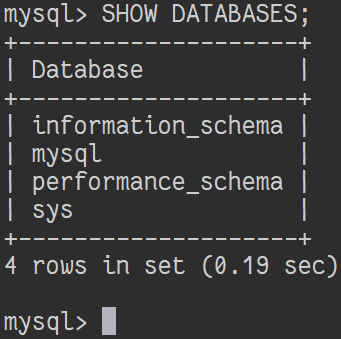 mysql> SHOW DATABASES;
+--------------------+
| Database           |
+--------------------+
| information_schema |
| mysql              |
| performance_schema |
| sys                |
+--------------------+
4 rows in set (0.19 sec)
mysql>